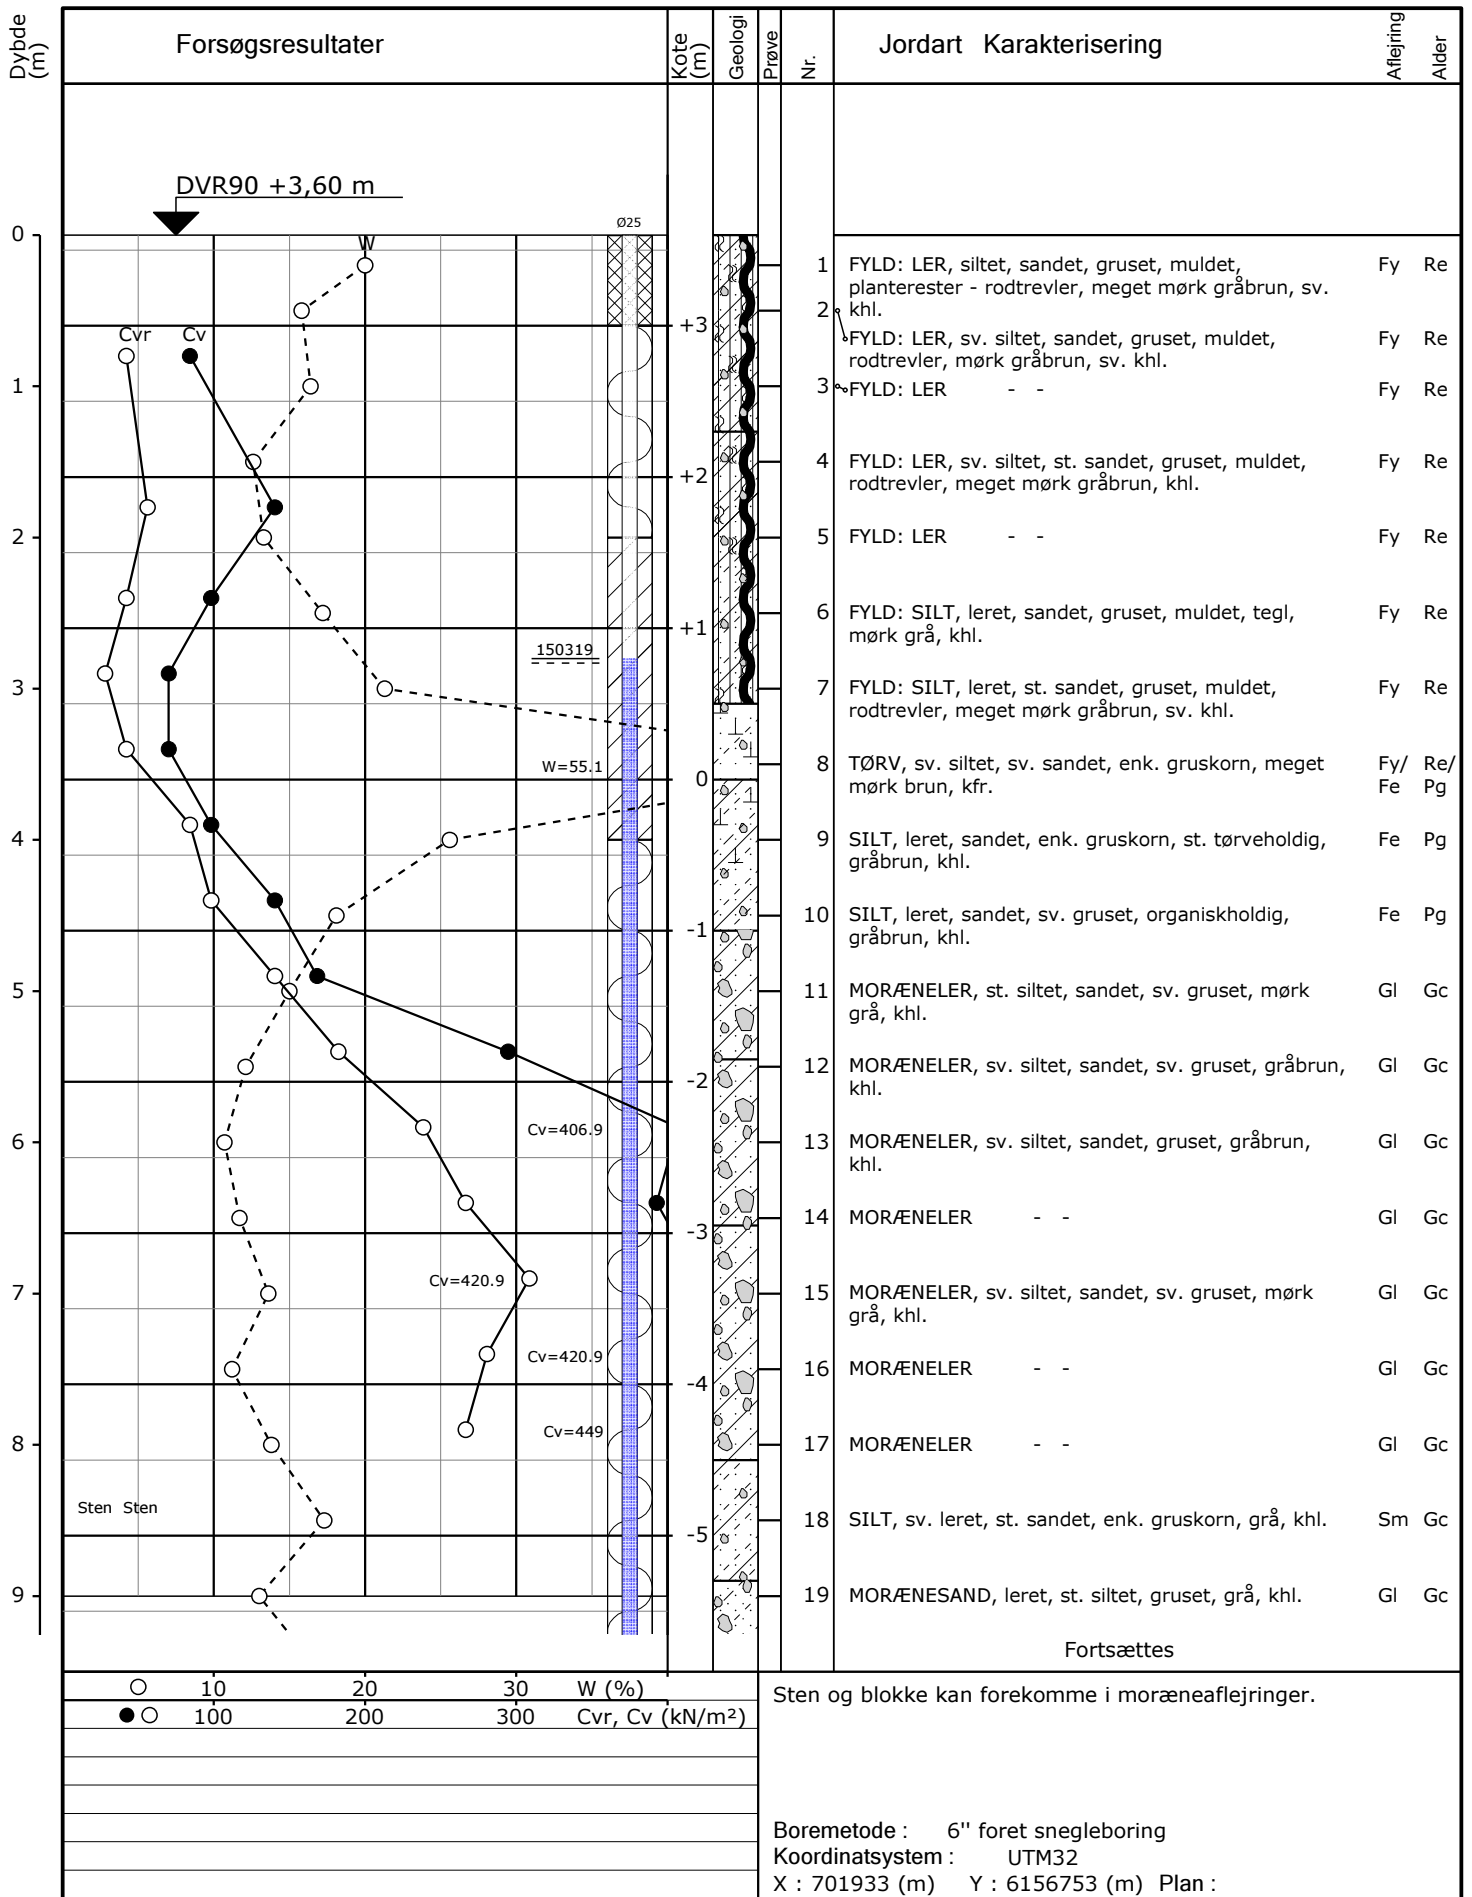 Dybde (m)
Forsøgsresultater
Kote (m)
Geologi
Prøve
Nr.
Jordart Karakterisering
Aflejring
Alder
DVR90 +3,60 m
Ø25
W
Cvr Cv
150319
W=55.1
Cv=406.9
Cv=420.9
Cv=420.9
Cv=449
Sten Sten
0
1
2
3
4
5
6
7
8
9
+3
+2
+1
0
-1
-2
-3
-4
-5
1 FYLD: LER, siltet, sandet, gruset, muldet, Fy Re
planterester - rodtrevler, meget mørk gråbrun, sv.
2 khl.
FYLD: LER, sv. siltet, sandet, gruset, muldet, Fy Re
rodtrevler, mørk gråbrun, sv. khl.
3 FYLD: LER - - Fy Re
4 FYLD: LER, sv. siltet, st. sandet, gruset, muldet, Fy Re
rodtrevler, meget mørk gråbrun, khl.
5 FYLD: LER - - Fy Re
6 FYLD: SILT, leret, sandet, gruset, muldet, tegl, Fy Re
mørk grå, khl.
7 FYLD: SILT, leret, st. sandet, gruset, muldet, Fy Re
rodtrevler, meget mørk gråbrun, sv. khl.
8 TØRV, sv. siltet, sv. sandet, enk. gruskorn, meget Fy/ Re/
mørk brun, kfr. Fe Pg
9 SILT, leret, sandet, enk. gruskorn, st. tørveholdig, Fe Pg
gråbrun, khl.
10 SILT, leret, sandet, sv. gruset, organiskholdig, Fe Pg
gråbrun, khl.
11 MORÆNELER, st. siltet, sandet, sv. gruset, mørk Gl Gc
grå, khl.
12 MORÆNELER, sv. siltet, sandet, sv. gruset, gråbrun, Gl Gc
khl.
13 MORÆNELER, sv. siltet, sandet, gruset, gråbrun, Gl Gc
khl.
14 MORÆNELER - - Gl Gc
15 MORÆNELER, sv. siltet, sandet, sv. gruset, mørk Gl Gc
grå, khl.
16 MORÆNELER - - Gl Gc
17 MORÆNELER - - Gl Gc
18 SILT, sv. leret, st. sandet, enk. gruskorn, grå, khl. Sm Gc
19 MORÆNESAND, leret, st. siltet, gruset, grå, khl. Gl Gc
Fortsættes
10 20 30 W (%)
100 200 300 Cvr, Cv (kN/m²)
Sten og blokke kan forekomme i moræneaflejringer.
Boremetode : 6'' foret snegleboring
Koordinatsystem : UTM32
X : 701933 (m) Y : 6156753 (m) Plan :